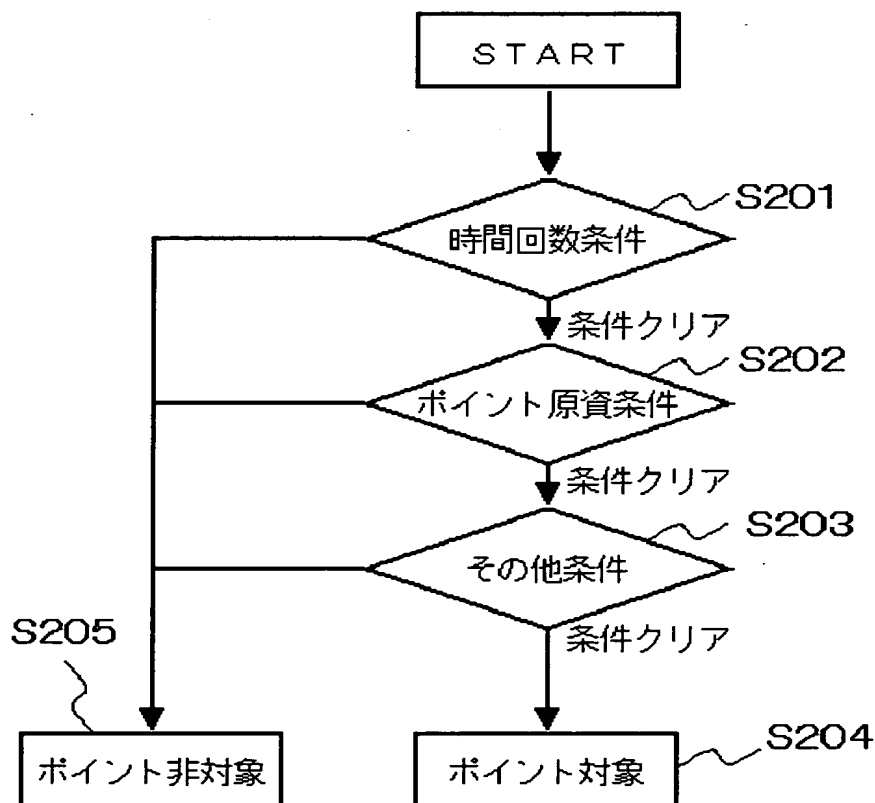 START
S201
時間回数条件
条件クリア
S202
ポイント原資条件
条件クリア
S203
その他条件
条件クリア
S205
S204
ポイント非対象
ポイント対象